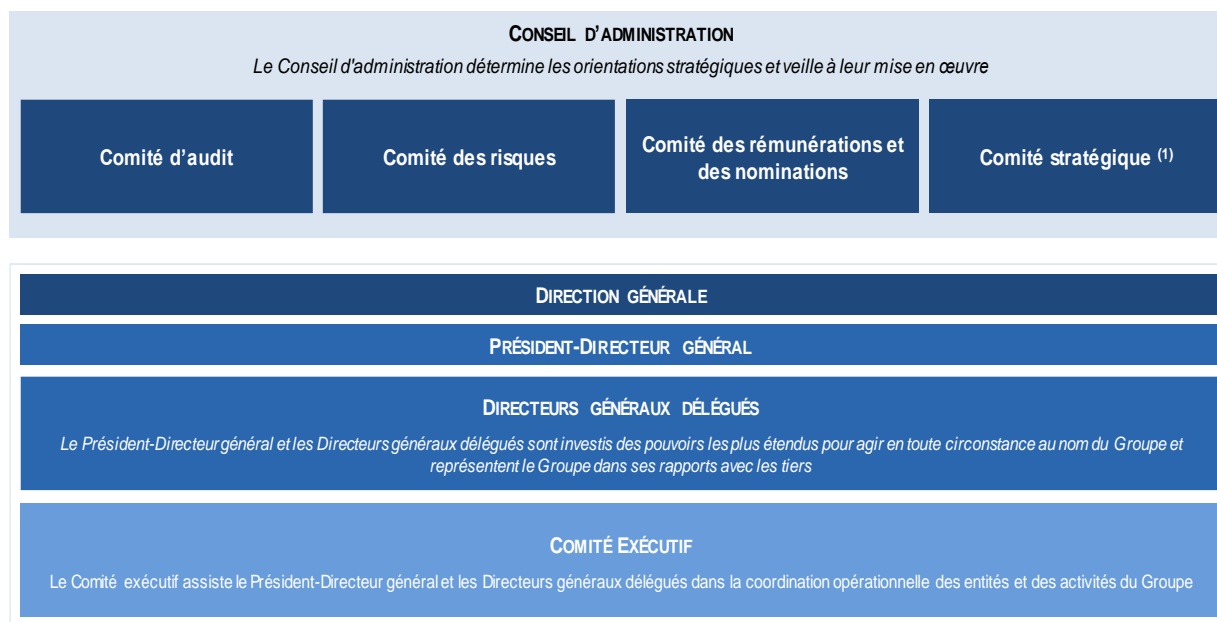 CONSEIL D'ADMINISTRATION
Le Conseil d'administration détermine les orientations stratégiques et veille à leur mise en œuvre
Comité d'audit
Comité des risques
Comité des rémunérations et
des nominations
Comité stratégique (1)
DIRECTION GÉNÉRALE
PRÉSIDENT-DIRECTEUR GÉNÉRAL
DIRECTEURS GÉNÉRAUX DÉLÉGUÉS
Le Président-Directeur général et les Directeurs généraux délégués sont investis des pouvoirs les plus étendus pour agir en toute circonstance au nom du Groupe et
représentent le Groupe dans ses rapports avec les tiers
COMITÉ EXÉCUTIF
Le Comité exécutif assiste le Président-Directeur général et les Directeurs généraux délégués dans la coordination opérationnelle des entités et des activités du Groupe